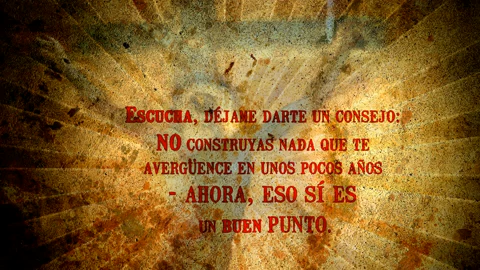 Escucha, déjame darte un consejo:
NO construyas nada que te
avergüence en unos pocos años
- AHORA, ESO SÍ ES
un buen PUNTO.